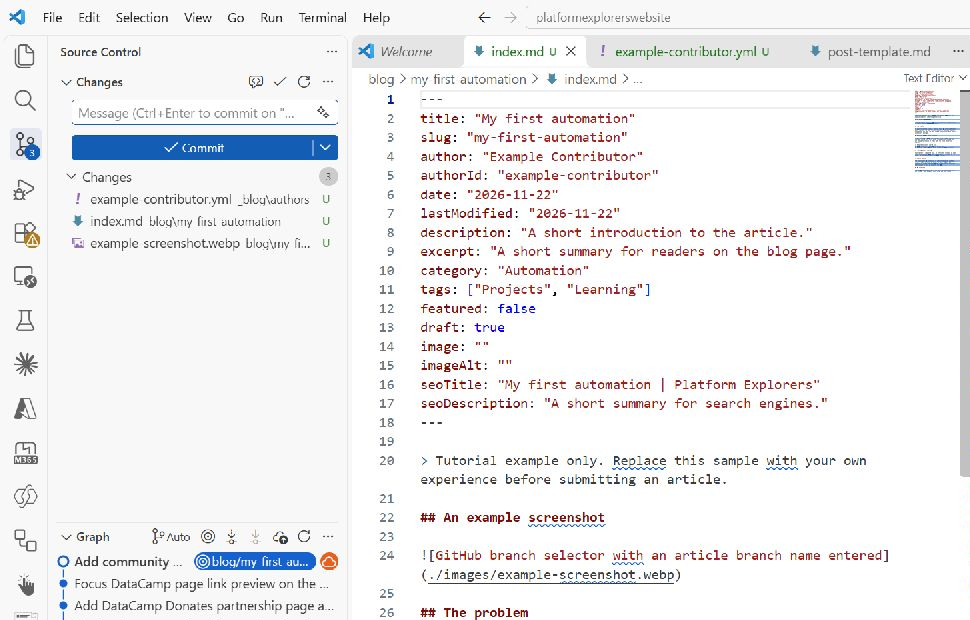 File Edit Selection View Go Run Terminal Help
platformexplorerswebsite
Source Control
Changes
Message (Ctrl+Enter to commit on "...
Commit
Changes
3
example-contributor.yml _blog\authors U
index.md blog\my-first-automation U
example-screenshot.webp blog\my-fi... U
3
M365
Graph
Auto
Add community ... blog/my-first-au...
Focus DataCamp page link preview on the ...
Add DataCamp Donates partnership page a...
Welcome
index.md U
example-contributor.yml U
post-template.md
blog > my-first-automation > index.md > ...
Text Editor
1 ---
2 title: "My first automation"
3 slug: "my-first-automation"
4 author: "Example Contributor"
5 authorId: "example-contributor"
6 date: "2026-11-22"
7 lastModified: "2026-11-22"
8 description: "A short introduction to the article."
9 excerpt: "A short summary for readers on the blog page."
10 category: "Automation"
11 tags: ["Projects", "Learning"]
12 featured: false
13 draft: true
14 image: ""
15 imageAlt: ""
16 seoTitle: "My first automation | Platform Explorers"
17 seoDescription: "A short summary for search engines."
18 ---
19
20 > Tutorial example only. Replace this sample with your own
experience before submitting an article.
21
22 ## An example screenshot
23
24 ![GitHub branch selector with an article branch name entered]
(./images/example-screenshot.webp)
25
26 ## The problem